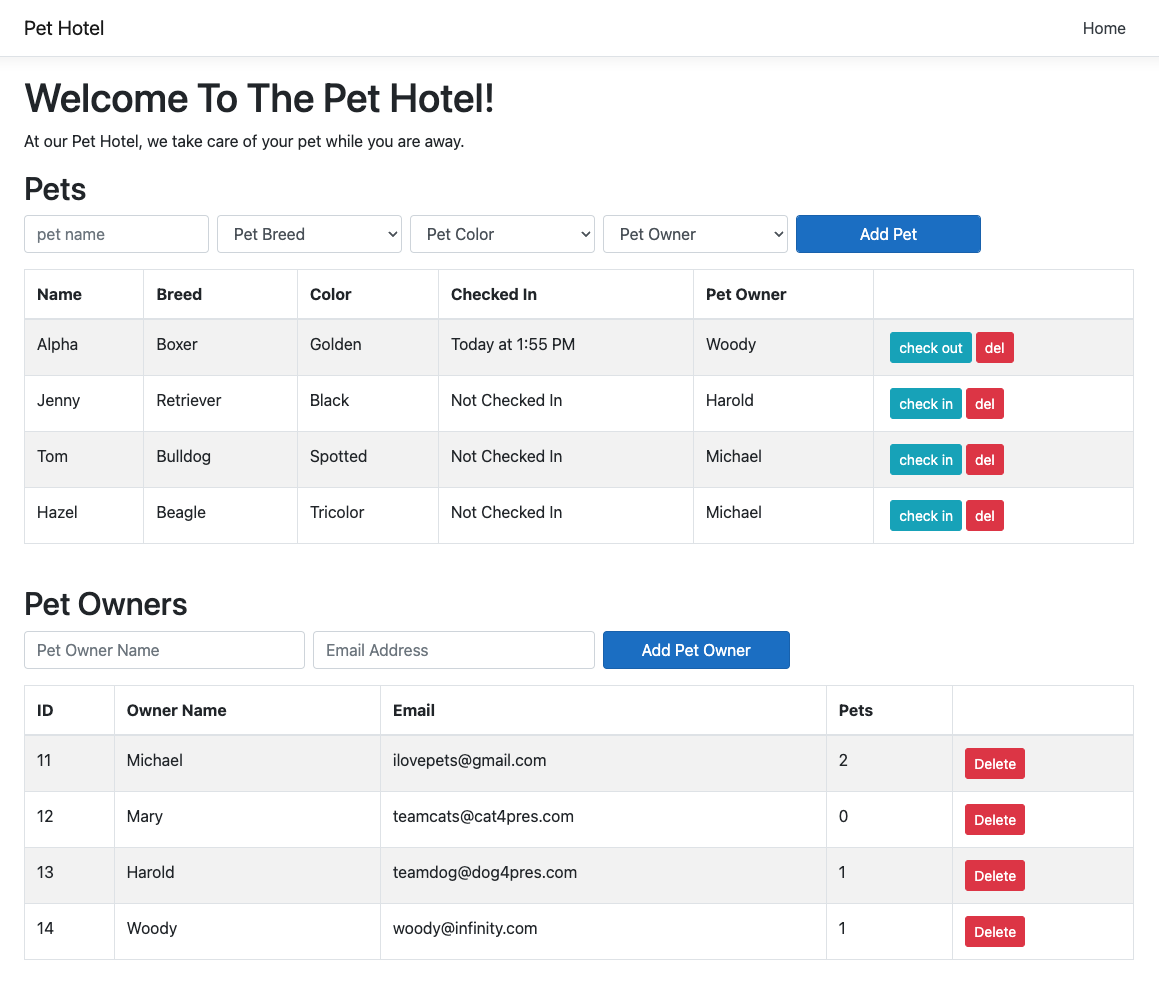 Pet Hotel Home
Welcome To The Pet Hotel!
At our Pet Hotel, we take care of your pet while you are away.
Pets
pet name Pet Breed Pet Color Pet Owner Add Pet
Name Breed Color Checked In Pet Owner
Alpha Boxer Golden Today at 1:55 PM Woody check out del
Jenny Retriever Black Not Checked In Harold check in del
Tom Bulldog Spotted Not Checked In Michael check in del
Hazel Beagle Tricolor Not Checked In Michael check in del
Pet Owners
Pet Owner Name Email Address Add Pet Owner
ID Owner Name Email Pets
11 Michael ilovepets@gmail.com 2 Delete
12 Mary teamcats@cat4pres.com 0 Delete
13 Harold teamdog@dog4pres.com 1 Delete
14 Woody woody@infinity.com 1 Delete